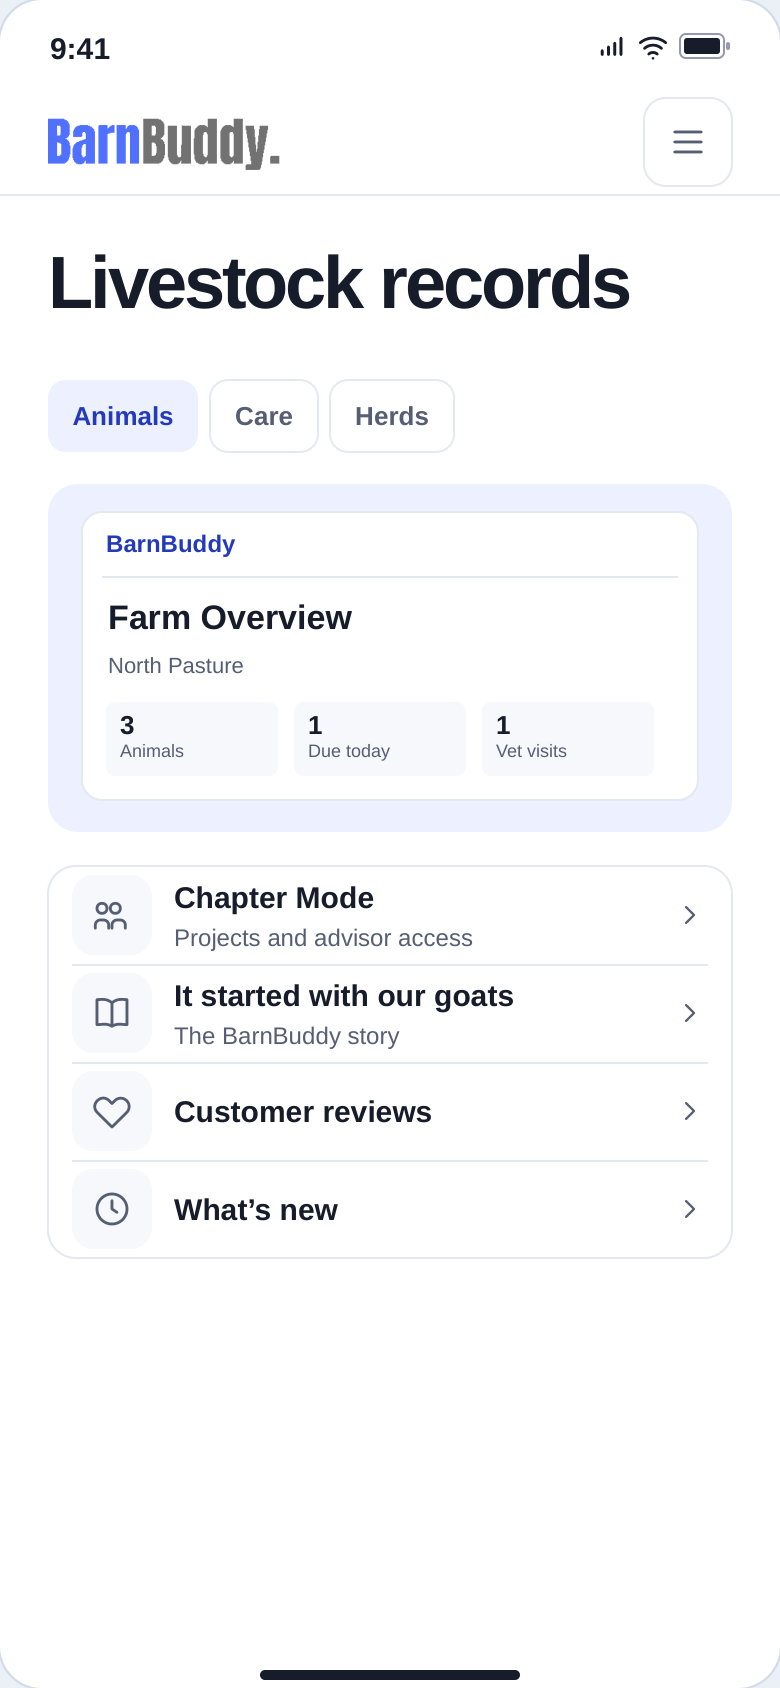 9:41
BarnBuddy.
Livestock records
Animals
Care
Herds
BarnBuddy
Farm Overview
North Pasture
3
Animals
1
Due today
1
Vet visits
Chapter Mode
Projects and advisor access
It started with our goats
The BarnBuddy story
Customer reviews
What’s new